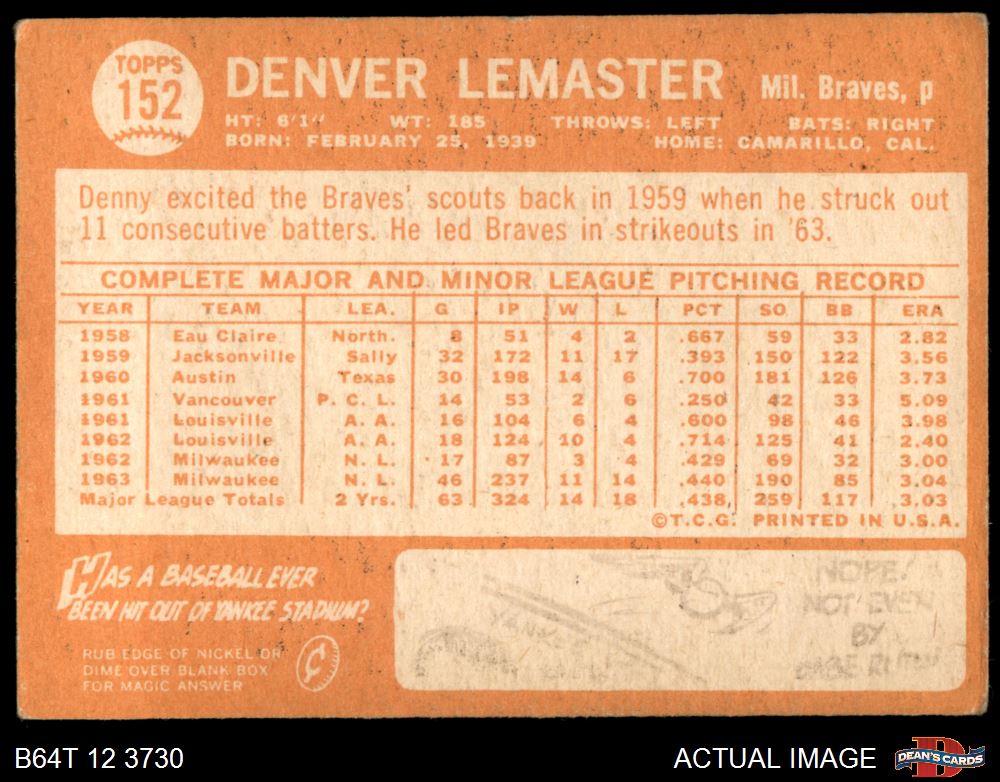 TOPPS
152
DENVER LEMASTER Mil. Braves, p
HT: 6'1" WT: 185 THROWS: LEFT BATS: RIGHT
BORN: FEBRUARY 25, 1939 HOME: CAMARILLO, CAL.
Denny excited the Braves' scouts back in 1959 when he struck out
11 consecutive batters. He led Braves in strikeouts in '63.
COMPLETE MAJOR AND MINOR LEAGUE PITCHING RECORD
YEAR TEAM LEA. G IP W L PCT SO BB ERA
1958 Eau Claire North. 8 51 4 2 .667 59 33 2.82
1959 Jacksonville Sally 32 172 11 17 .393 150 122 3.56
1960 Austin Texas 30 198 14 6 .700 181 126 3.73
1961 Vancouver P. C. L. 14 53 2 6 .250 42 33 5.09
1961 Louisville A. A. 16 104 6 4 .600 98 46 3.98
1962 Louisville A. A. 18 124 10 4 .714 125 41 2.40
1962 Milwaukee N. L. 17 87 3 4 .429 69 32 3.00
1963 Milwaukee N. L. 46 237 11 14 .440 190 85 3.04
Major League Totals 2 Yrs. 63 324 14 18 .438 259 117 3.03
©T.C.G. PRINTED IN U.S.A.
HAS A BASEBALL EVER
BEEN HIT OUT OF YANKEE STADIUM?
RUB EDGE OF NICKEL OR
DIME OVER BLANK BOX
FOR MAGIC ANSWER
NOPE!
NOT EVEN
BY
BABE RUTH
YANKEE
B64T 12 3730
ACTUAL IMAGE
DEAN'S CARDS